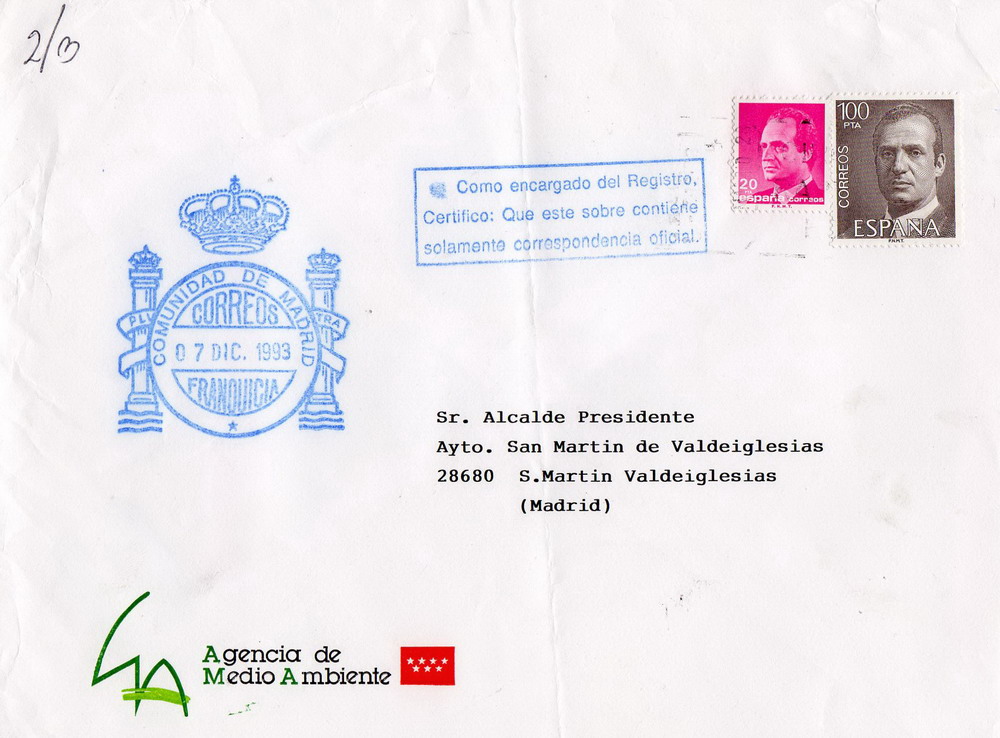 2/3
20
PTA
españa correos
F.N.M.T.
100
PTA
CORREOS
ESPAÑA
FNMT
Como encargado del Registro,
Certifico: Que este sobre contiene
solamente correspondencia oficial.
COMUNIDAD DE MADRID
CORREOS
PLV
TRA
07 DIC. 1993
FRANQUICIA
Sr. Alcalde Presidente
Ayto. San Martin de Valdeiglesias
28680 S.Martin Valdeiglesias
(Madrid)
Agencia de
Medio Ambiente